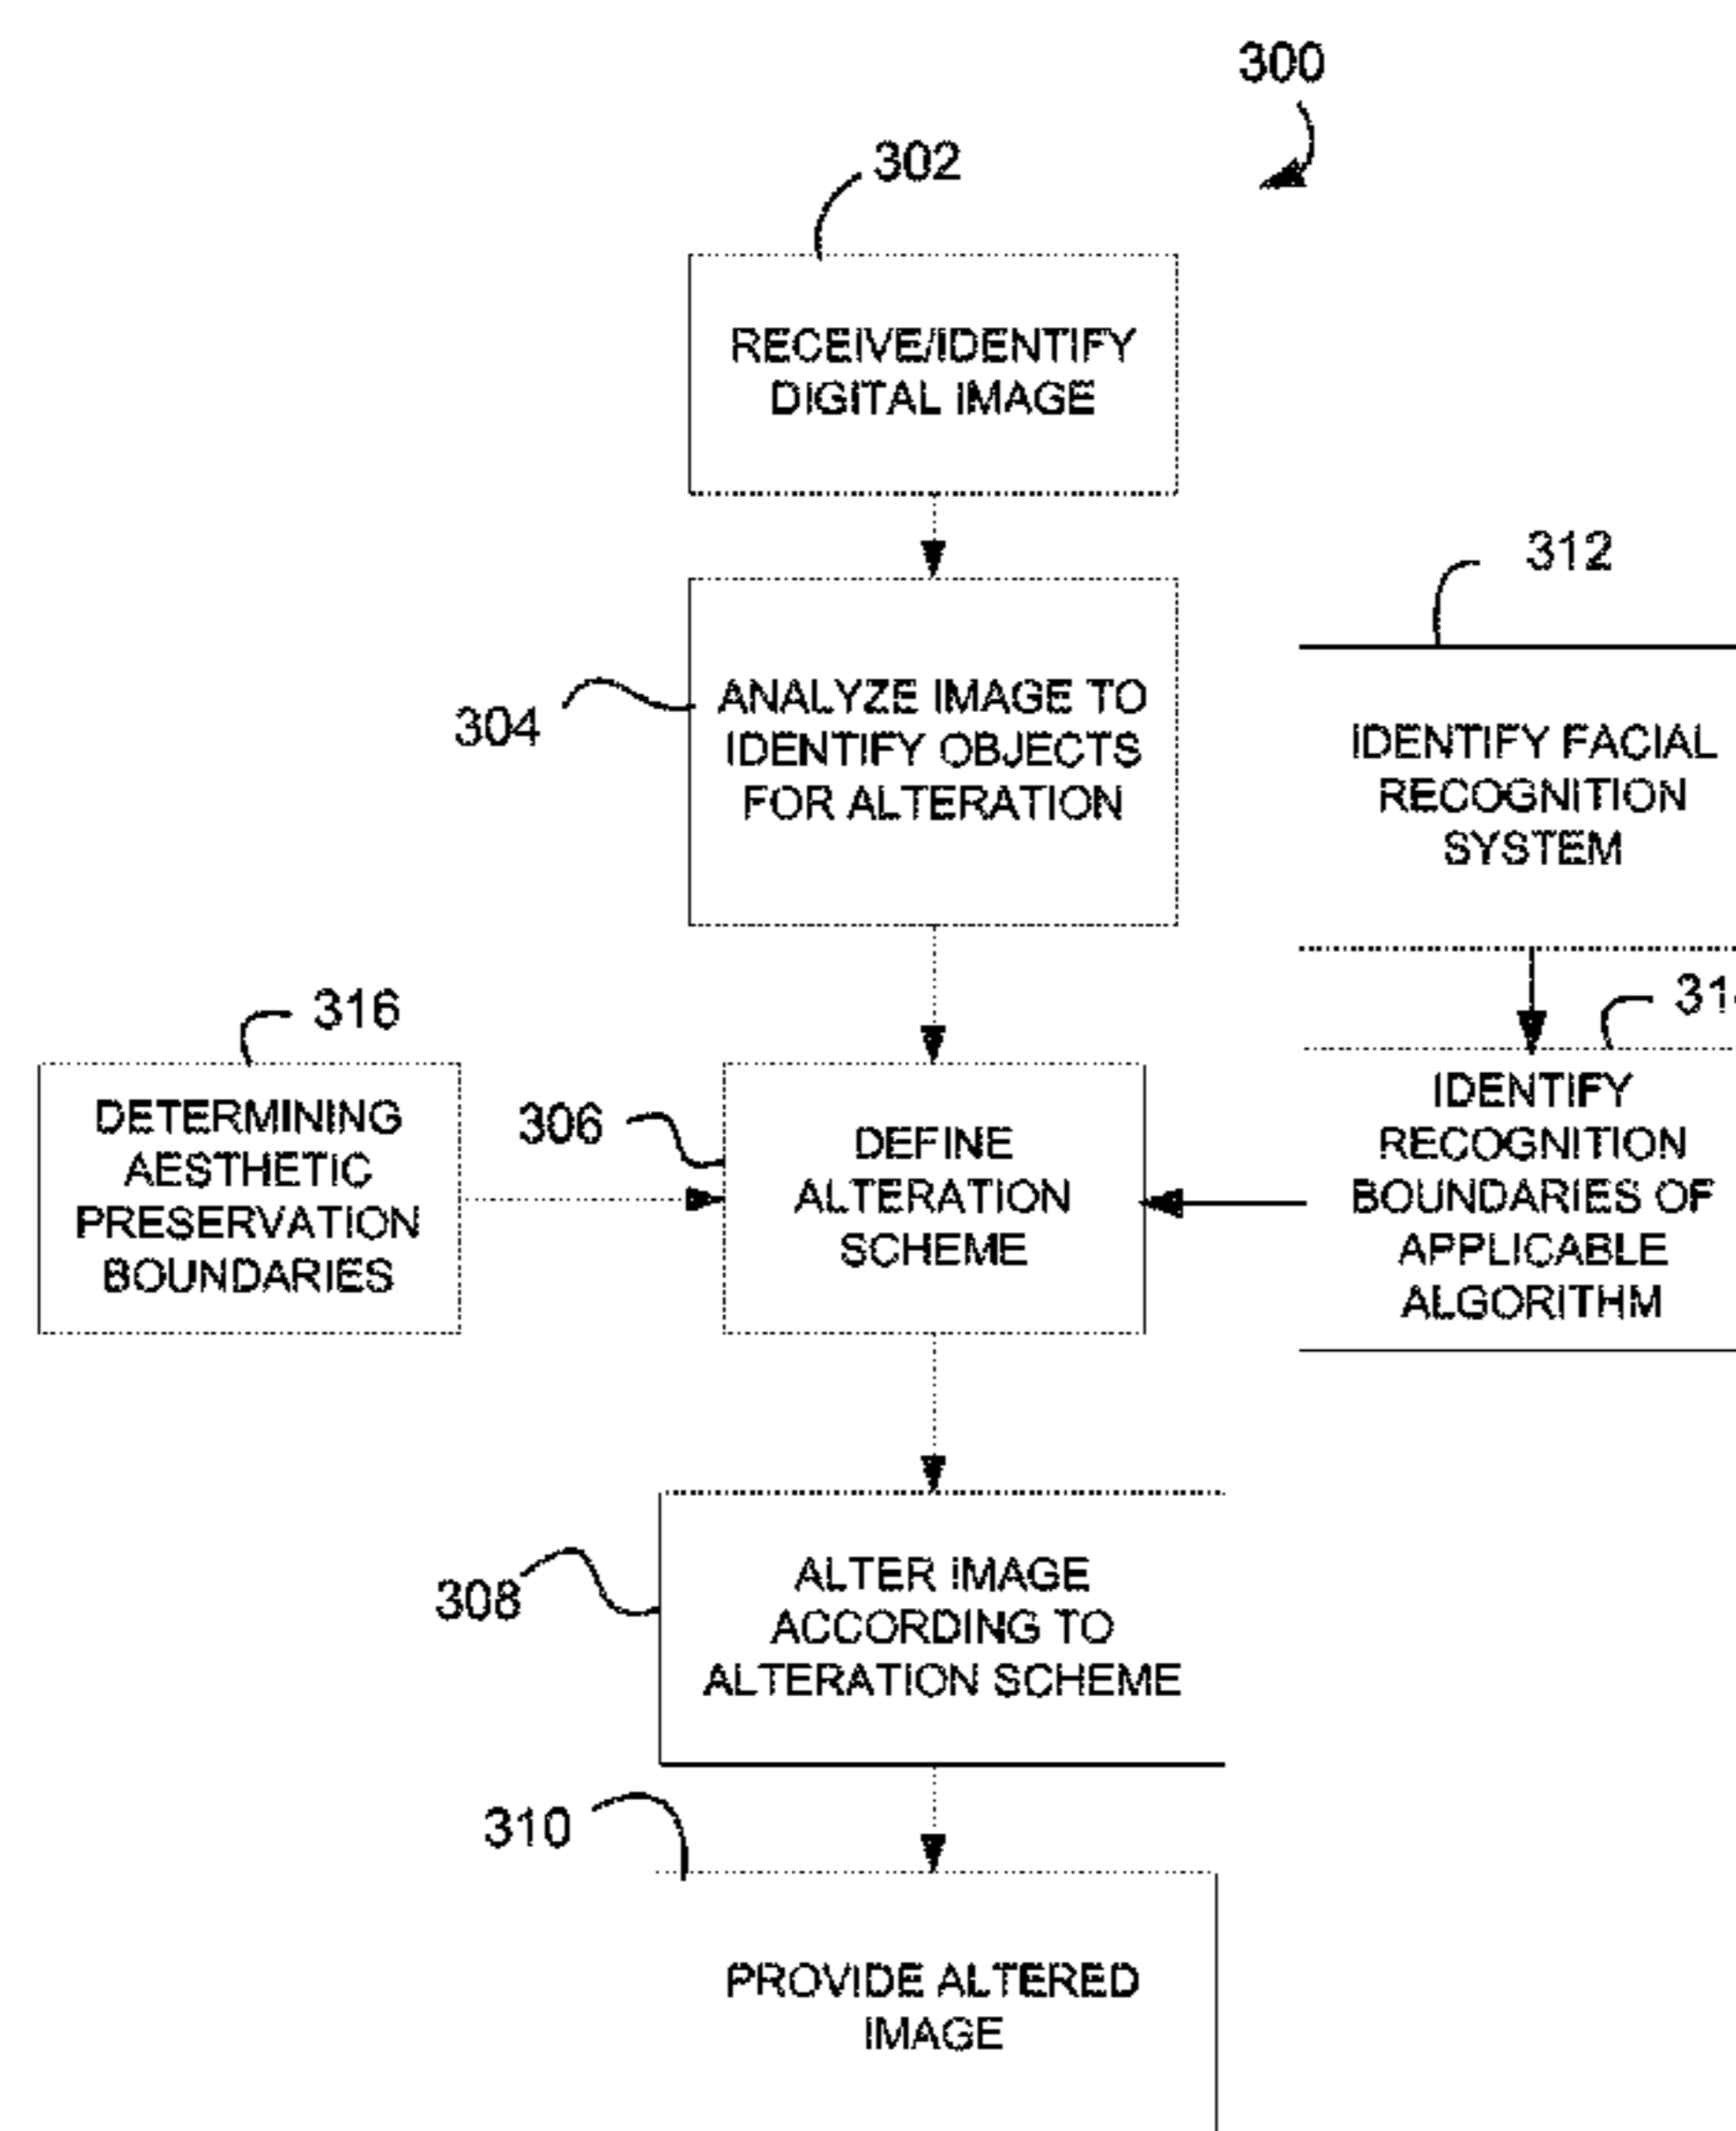 300
302
RECEIVE/IDENTIFY
DIGITAL IMAGE
312
304
ANALYZE IMAGE TO
IDENTIFY OBJECTS
FOR ALTERATION
IDENTIFY FACIAL
RECOGNITION
SYSTEM
316
DETERMINING
AESTHETIC
PRESERVATION
BOUNDARIES
306
DEFINE
ALTERATION
SCHEME
IDENTIFY
RECOGNITION
BOUNDARIES OF
APPLICABLE
ALGORITHM
308
ALTER IMAGE
ACCORDING TO
ALTERATION SCHEME
310
PROVIDE ALTERED
IMAGE